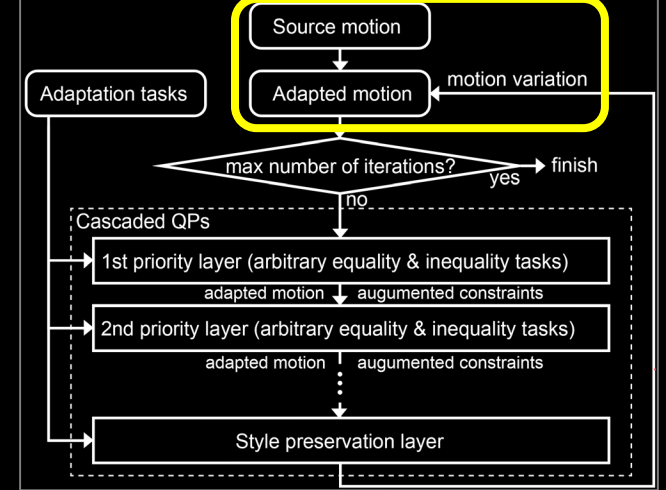 Source motion
Adaptation tasks
Adapted motion
motion variation
max number of iterations?
yes
finish
no
Cascaded QPs
1st priority layer (arbitrary equality & inequality tasks)
adapted motion
augumented constraints
2nd priority layer (arbitrary equality & inequality tasks)
adapted motion
augumented constraints
Style preservation layer